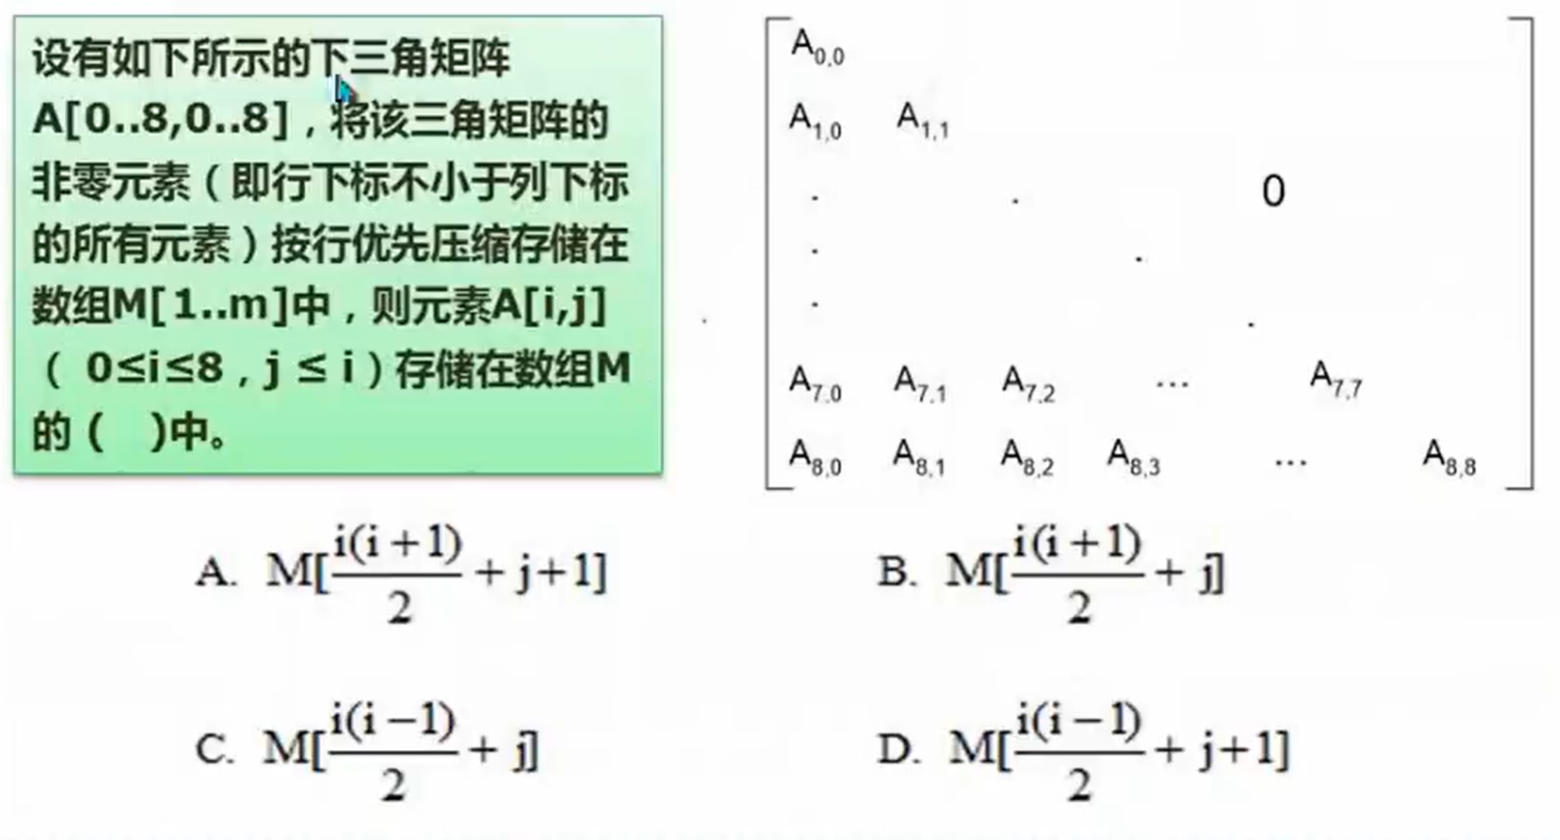 设有如下所示的下三角矩阵
A[0..8,0..8]，将该三角矩阵的
非零元素（即行下标不小于列下标
的所有元素）按行优先压缩存储在
数组M[1..m]中，则元素A[i,j]
（ 0≤i≤8，j ≤ i）存储在数组M
的（ )中。
A0,0
A1,0 A1,1
0
A7,0 A7,1 A7,2 … A7,7
A8,0 A8,1 A8,2 A8,3 … A8,8
A. M[i(i+1)/2 + j+1]
B. M[i(i+1)/2 + j]
C. M[i(i−1)/2 + j]
D. M[i(i−1)/2 + j+1]